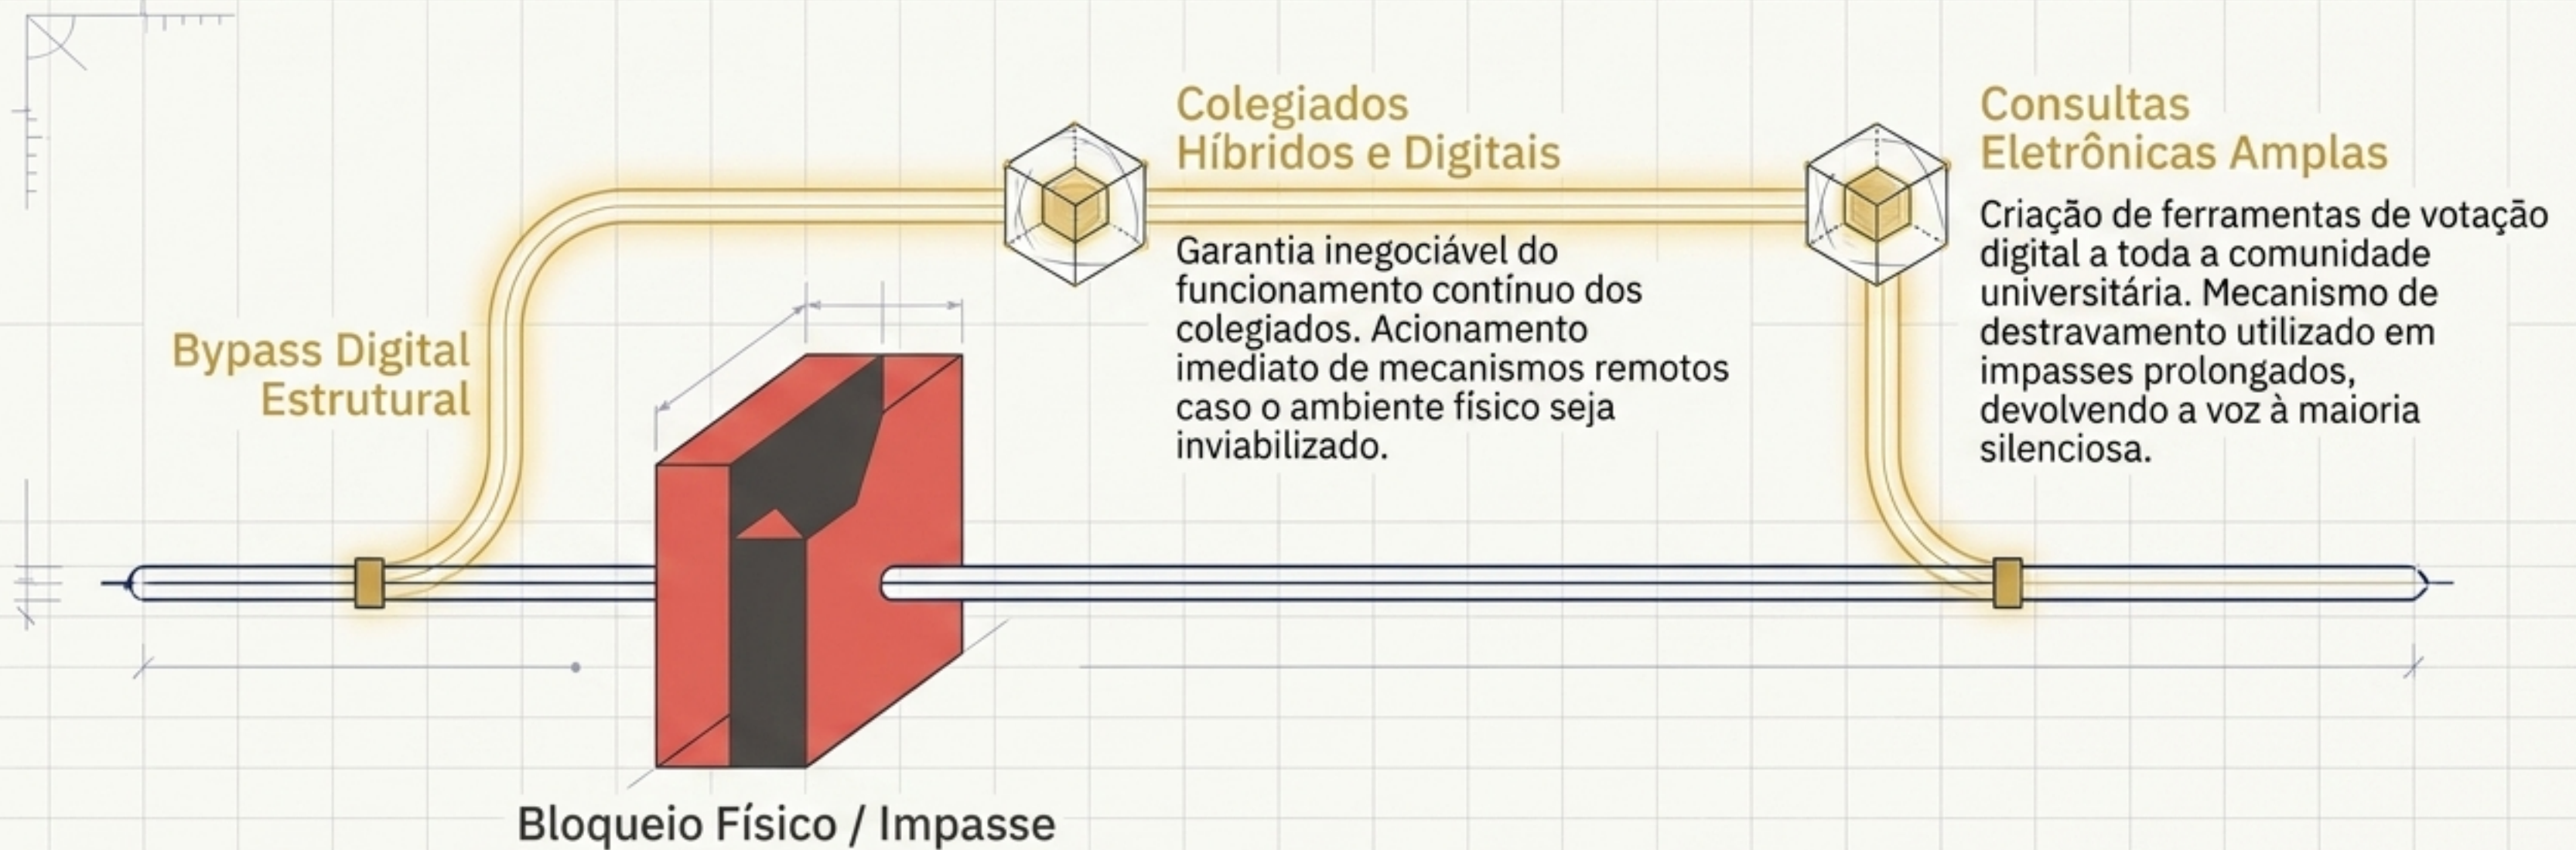 Colegiados
Híbridos e Digitais
Garantia inegociável do
funcionamento contínuo dos
colegiados. Acionamento
imediato de mecanismos remotos
caso o ambiente físico seja
inviabilizado.
Consultas
Eletrônicas Amplas
Criação de ferramentas de votação
digital a toda a comunidade
universitária. Mecanismo de
destravamento utilizado em
impasses prolongados,
devolvendo a voz à maioria
silenciosa.
Bypass Digital
Estrutural
Bloqueio Físico / Impasse